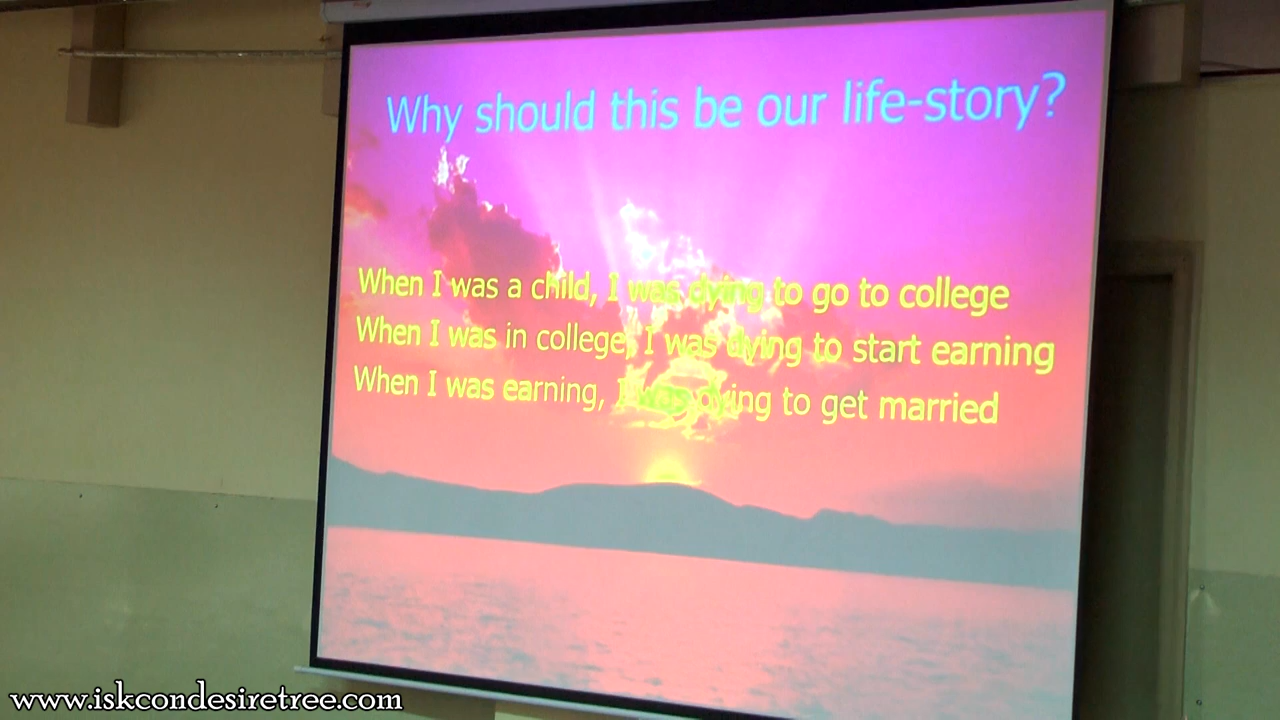 Why should this be our life-story?
When I was a child, I was dying to go to college
When I was in college, I was dying to start earning
When I was earning, I was dying to get married
www.iskcondesiretree.com